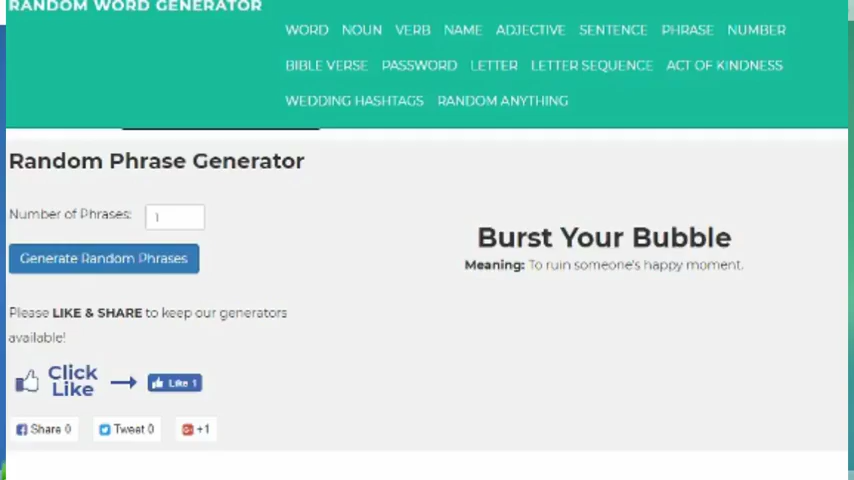 RANDOM WORD GENERATOR
WORD NOUN VERB NAME ADJECTIVE SENTENCE PHRASE NUMBER
BIBLE VERSE PASSWORD LETTER LETTER SEQUENCE ACT OF KINDNESS
WEDDING HASHTAGS RANDOM ANYTHING
Random Phrase Generator
Number of Phrases: 1
Generate Random Phrases
Burst Your Bubble
Meaning: To ruin someone's happy moment.
Please LIKE & SHARE to keep our generators
available!
Click
Like
Like 1
Share 0 Tweet 0 +1